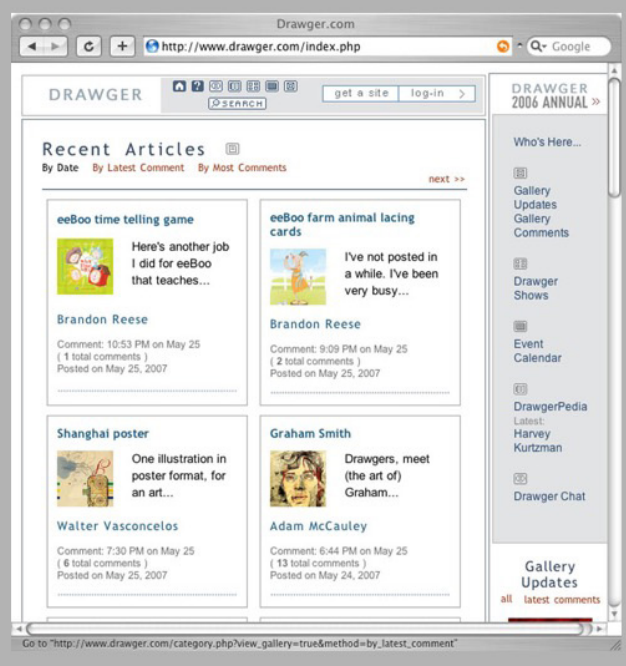 Drawger.com
http://www.drawger.com/index.php
Google
DRAWGER
SEARCH
get a site
log-in >
DRAWGER
2006 ANNUAL »
Recent Articles
By Date By Latest Comment By Most Comments
next >>
eeBoo time telling game
Here's another job
I did for eeBoo
that teaches...
Brandon Reese
Comment: 10:53 PM on May 25
( 1 total comments )
Posted on May 25, 2007
eeBoo farm animal lacing
cards
I've not posted in
a while. I've been
very busy...
Brandon Reese
Comment: 9:09 PM on May 25
( 2 total comments )
Posted on May 25, 2007
Shanghai poster
One illustration in
poster format, for
an art...
Walter Vasconcelos
Comment: 7:30 PM on May 25
( 6 total comments )
Posted on May 25, 2007
Graham Smith
Drawgers, meet
(the art of)
Graham...
Adam McCauley
Comment: 6:44 PM on May 25
( 13 total comments )
Posted on May 24, 2007
Who's Here...
Gallery
Updates
Gallery
Comments
Drawger
Shows
Event
Calendar
DrawgerPedia
Latest:
Harvey
Kurtzman
Drawger Chat
Gallery
Updates
all latest comments
Go to "http://www.drawger.com/category.php?view_gallery=true&method=by_latest_comment"